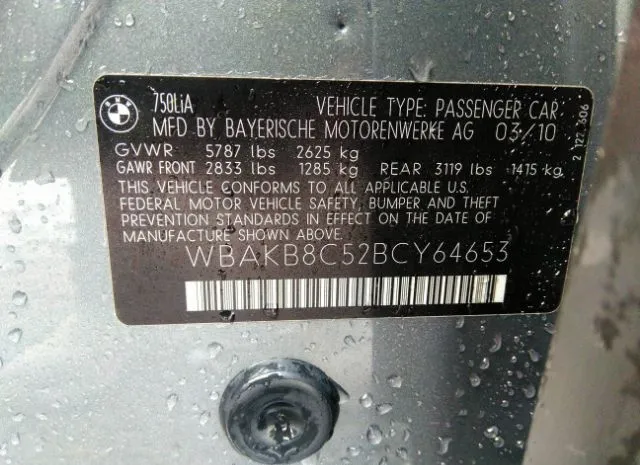 BMW
750LiA VEHICLE TYPE: PASSENGER CAR
MFD BY BAYERISCHE MOTORENWERKE AG 03/10
GVWR 5787 lbs 2625 kg
GAWR FRONT 2833 lbs 1285 kg REAR 3119 lbs 1415 kg
THIS VEHICLE CONFORMS TO ALL APPLICABLE U.S.
FEDERAL MOTOR VEHICLE SAFETY, BUMPER AND THEFT
PREVENTION STANDARDS IN EFFECT ON THE DATE OF
MANUFACTURE SHOWN ABOVE.
WBAKB8C52BCY64653